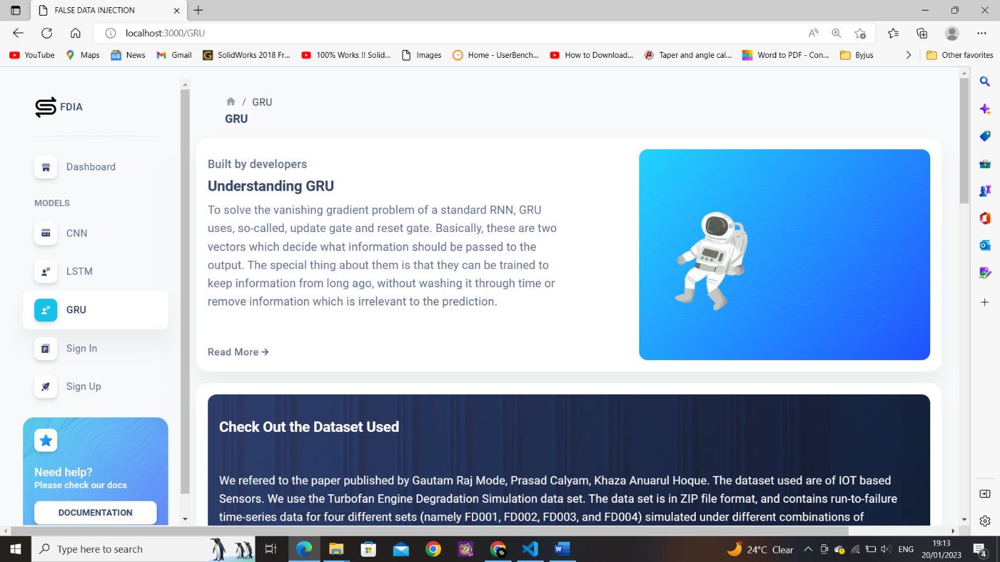 FALSE DATA INJECTION
localhost:3000/GRU
YouTube
Maps
News
Gmail
SolidWorks 2018 Fr...
100% Works !! Solid...
Images
Home - UserBench...
How to Download...
Taper and angle cal...
Word to PDF - Con...
Byjus
Other favorites
FDIA
Dashboard
MODELS
CNN
LSTM
GRU
Sign In
Sign Up
Need help?
Please check our docs
DOCUMENTATION
/ GRU
GRU
Built by developers
Understanding GRU
To solve the vanishing gradient problem of a standard RNN, GRU
uses, so-called, update gate and reset gate. Basically, these are two
vectors which decide what information should be passed to the
output. The special thing about them is that they can be trained to
keep information from long ago, without washing it through time or
remove information which is irrelevant to the prediction.
Read More
Check Out the Dataset Used
We refered to the paper published by Gautam Raj Mode, Prasad Calyam, Khaza Anuarul Hoque. The dataset used are of IOT based
Sensors. We use the Turbofan Engine Degradation Simulation data set. The data set is in ZIP file format, and contains run-to-failure
time-series data for four different sets (namely FD001, FD002, FD003, and FD004) simulated under different combinations of
Type here to search
24°C Clear
ENG
19:13
20/01/2023
4